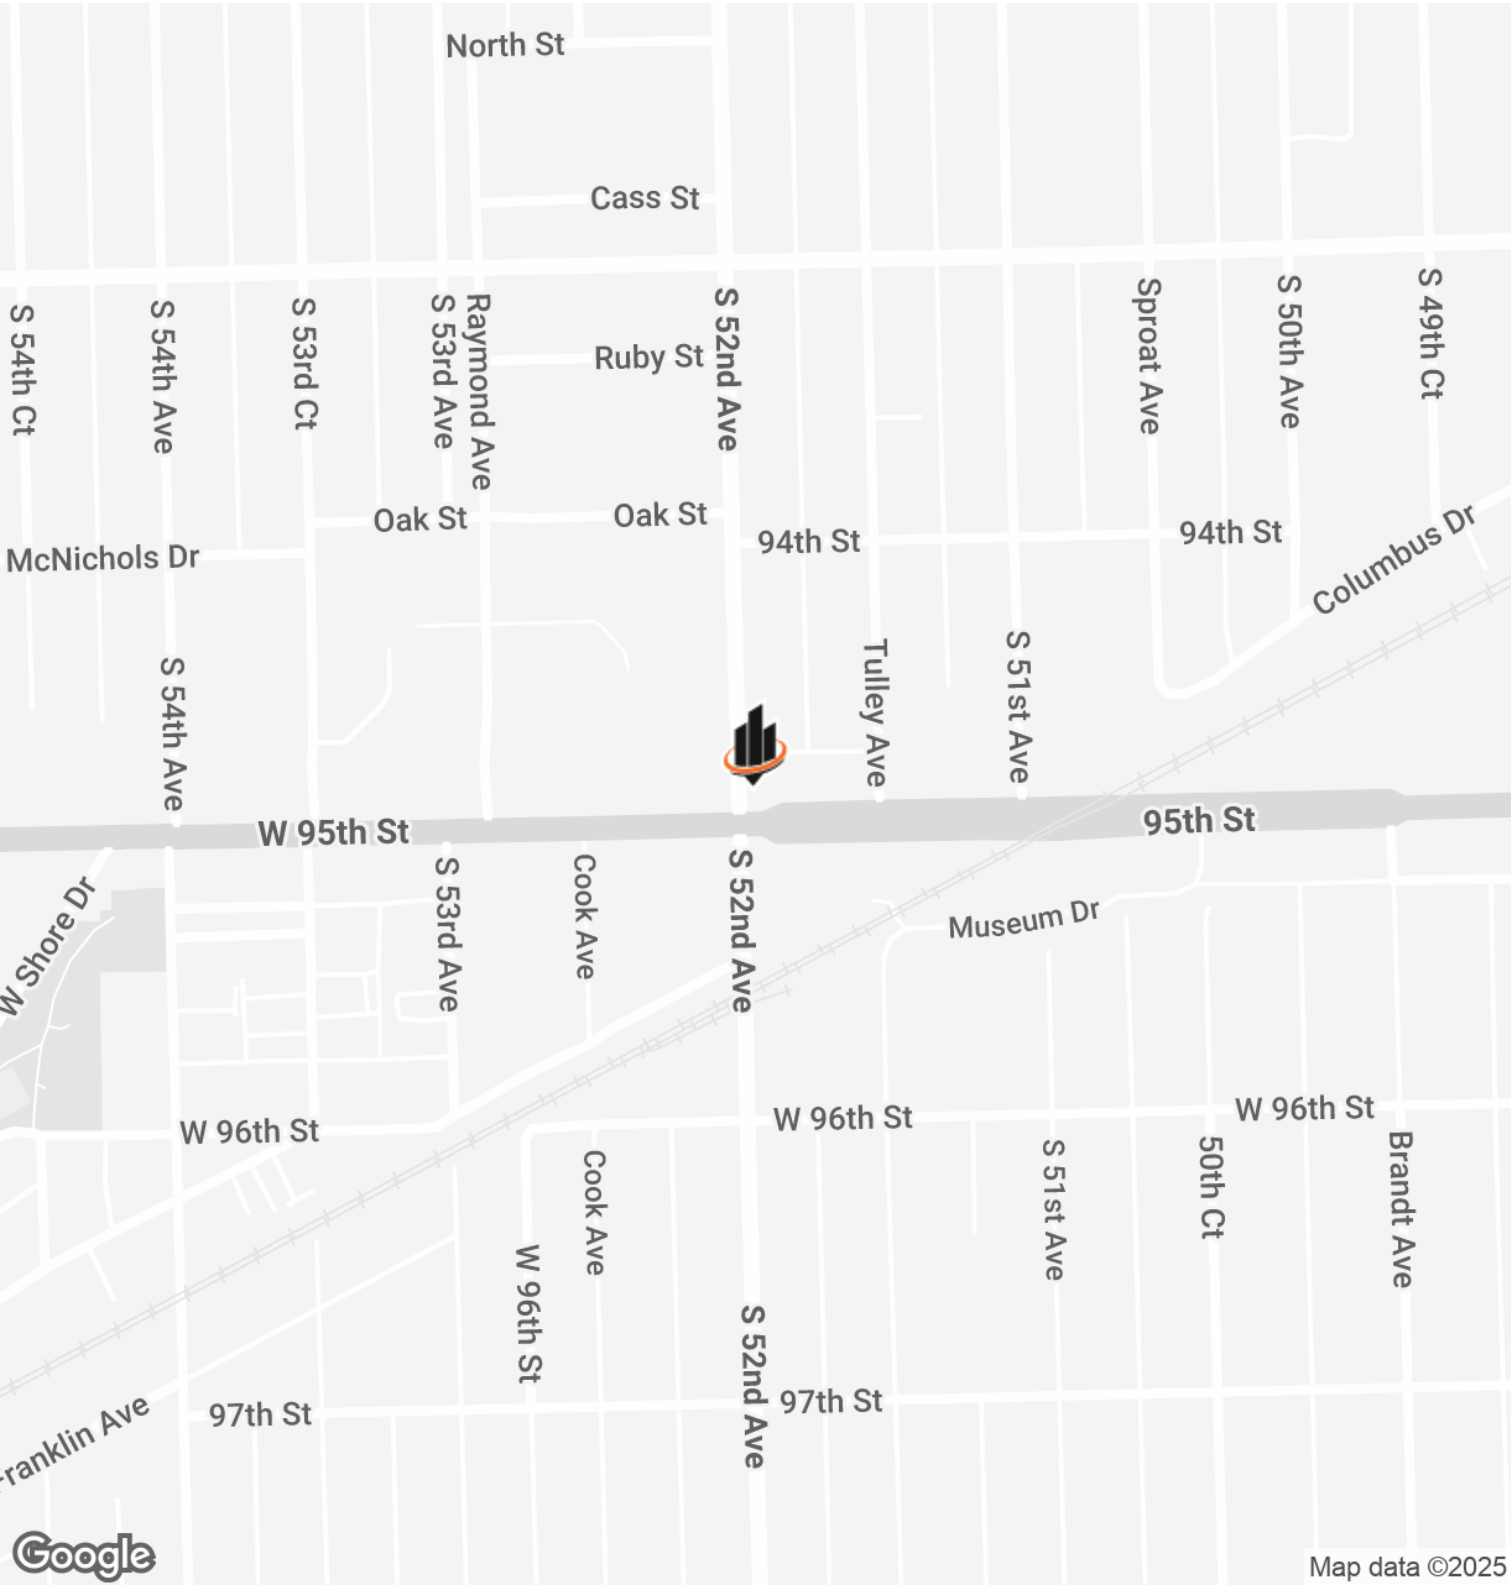 North St
Cass St
S 54th Ct
S 54th Ave
S 53rd Ct
S 53rd Ave
Raymond Ave
S 52nd Ave
Sproat Ave
S 50th Ave
S 49th Ct
Ruby St
Oak St
Oak St
94th St
94th St
McNichols Dr
Columbus Dr
S 54th Ave
Tulley Ave
S 51st Ave
W 95th St
95th St
W Shore Dr
S 53rd Ave
Cook Ave
S 52nd Ave
Museum Dr
W 96th St
W 96th St
W 96th St
Cook Ave
S 51st Ave
50th Ct
Brandt Ave
W 96th St
S 52nd Ave
97th St
97th St
Franklin Ave
Google
Map data ©2025